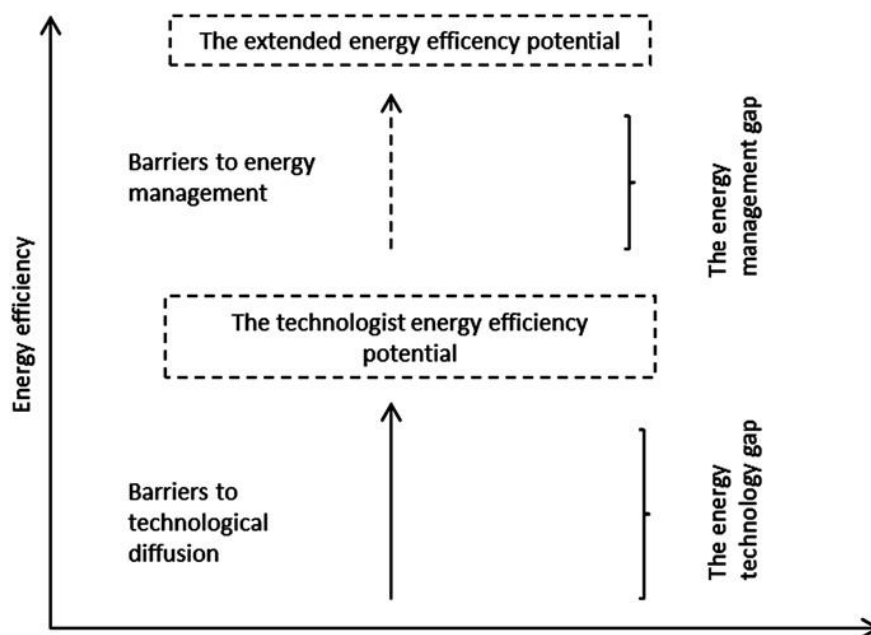 The extended energy efficency potential
Barriers to energy
management
The energy
management gap
Energy efficiency
The technologist energy efficiency
potential
Barriers to
technological
diffusion
The energy
technology gap